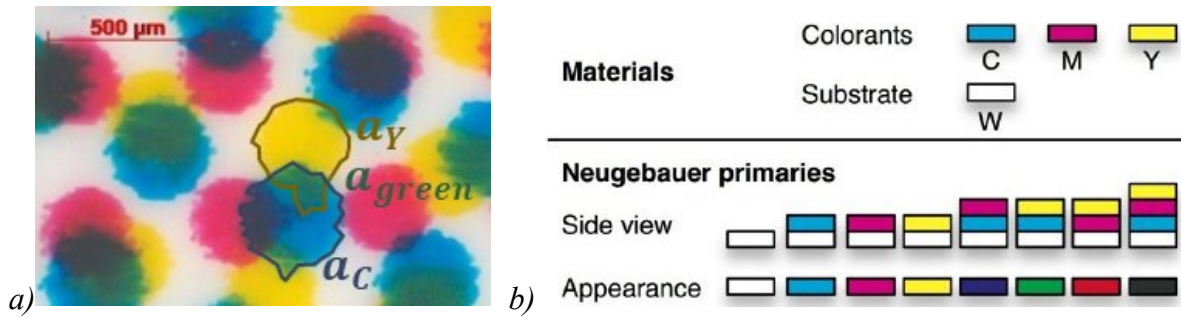 500 µm
a_Y
a_green
a_C
a)
Colorants
C M Y
Materials
Substrate
W
Neugebauer primaries
Side view
Appearance
b)